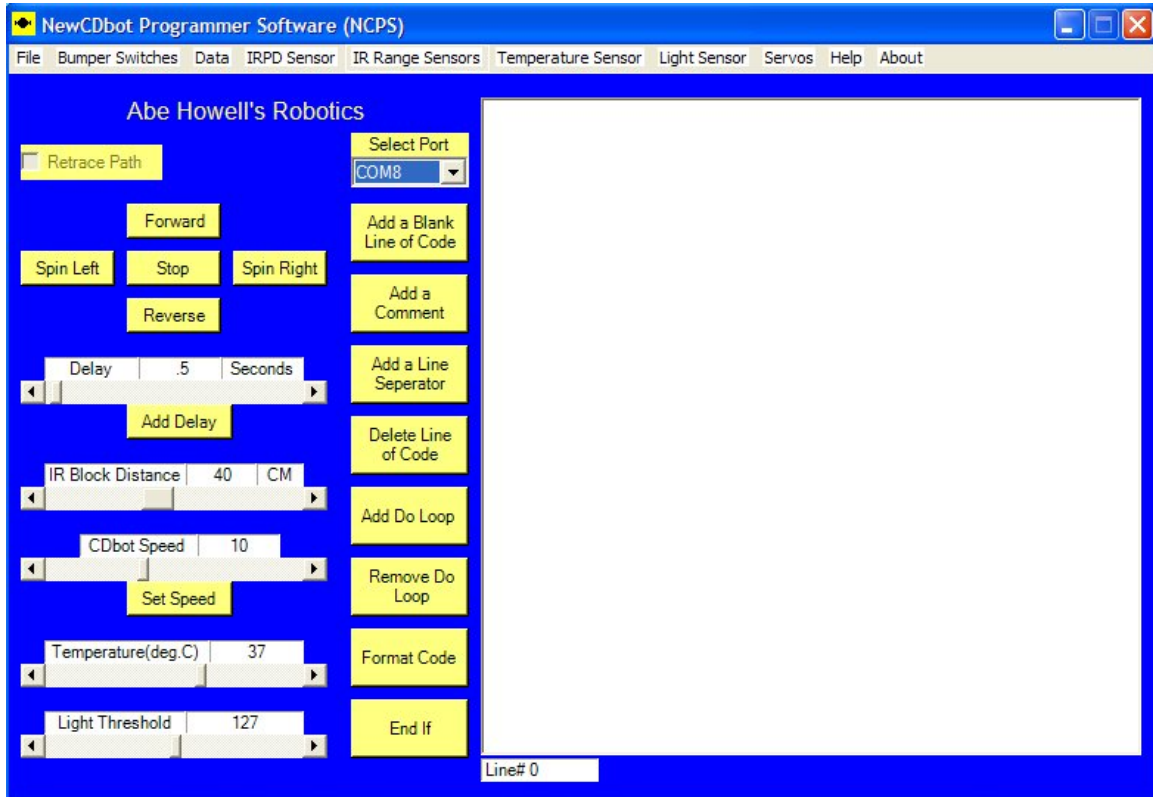 NewCDbot Programmer Software (NCPS)
File Bumper Switches Data IRPD Sensor IR Range Sensors Temperature Sensor Light Sensor Servos Help About
Abe Howell's Robotics
Retrace Path
Select Port
COM8
Forward
Spin Left Stop Spin Right
Reverse
Delay .5 Seconds
Add Delay
IR Block Distance 40 CM
CDbot Speed 10
Set Speed
Temperature(deg.C) 37
Light Threshold 127
Add a Blank
Line of Code
Add a
Comment
Add a Line
Seperator
Delete Line
of Code
Add Do Loop
Remove Do
Loop
Format Code
End If
Line# 0